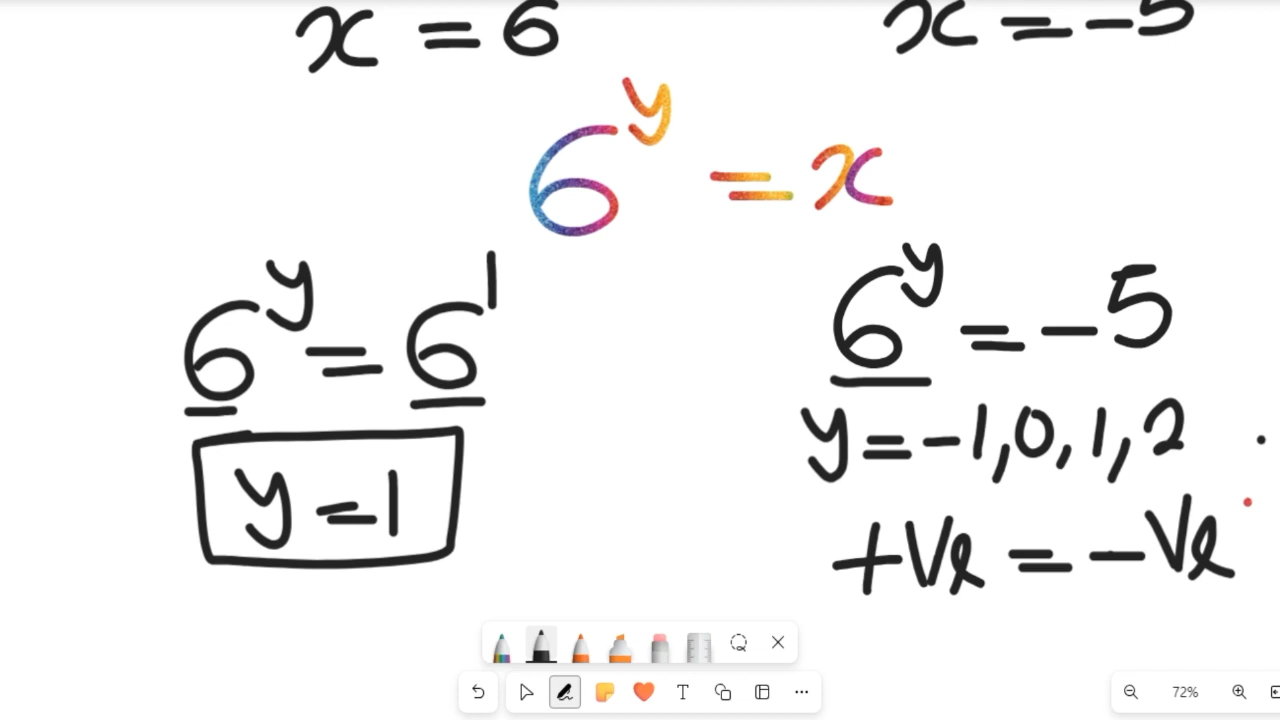 x = 6
x = -5
6^y = x
6^y = 6^1
6^y = -5
y = 1
y = -1, 0, 1, 2
+Ve = -Ve
72%